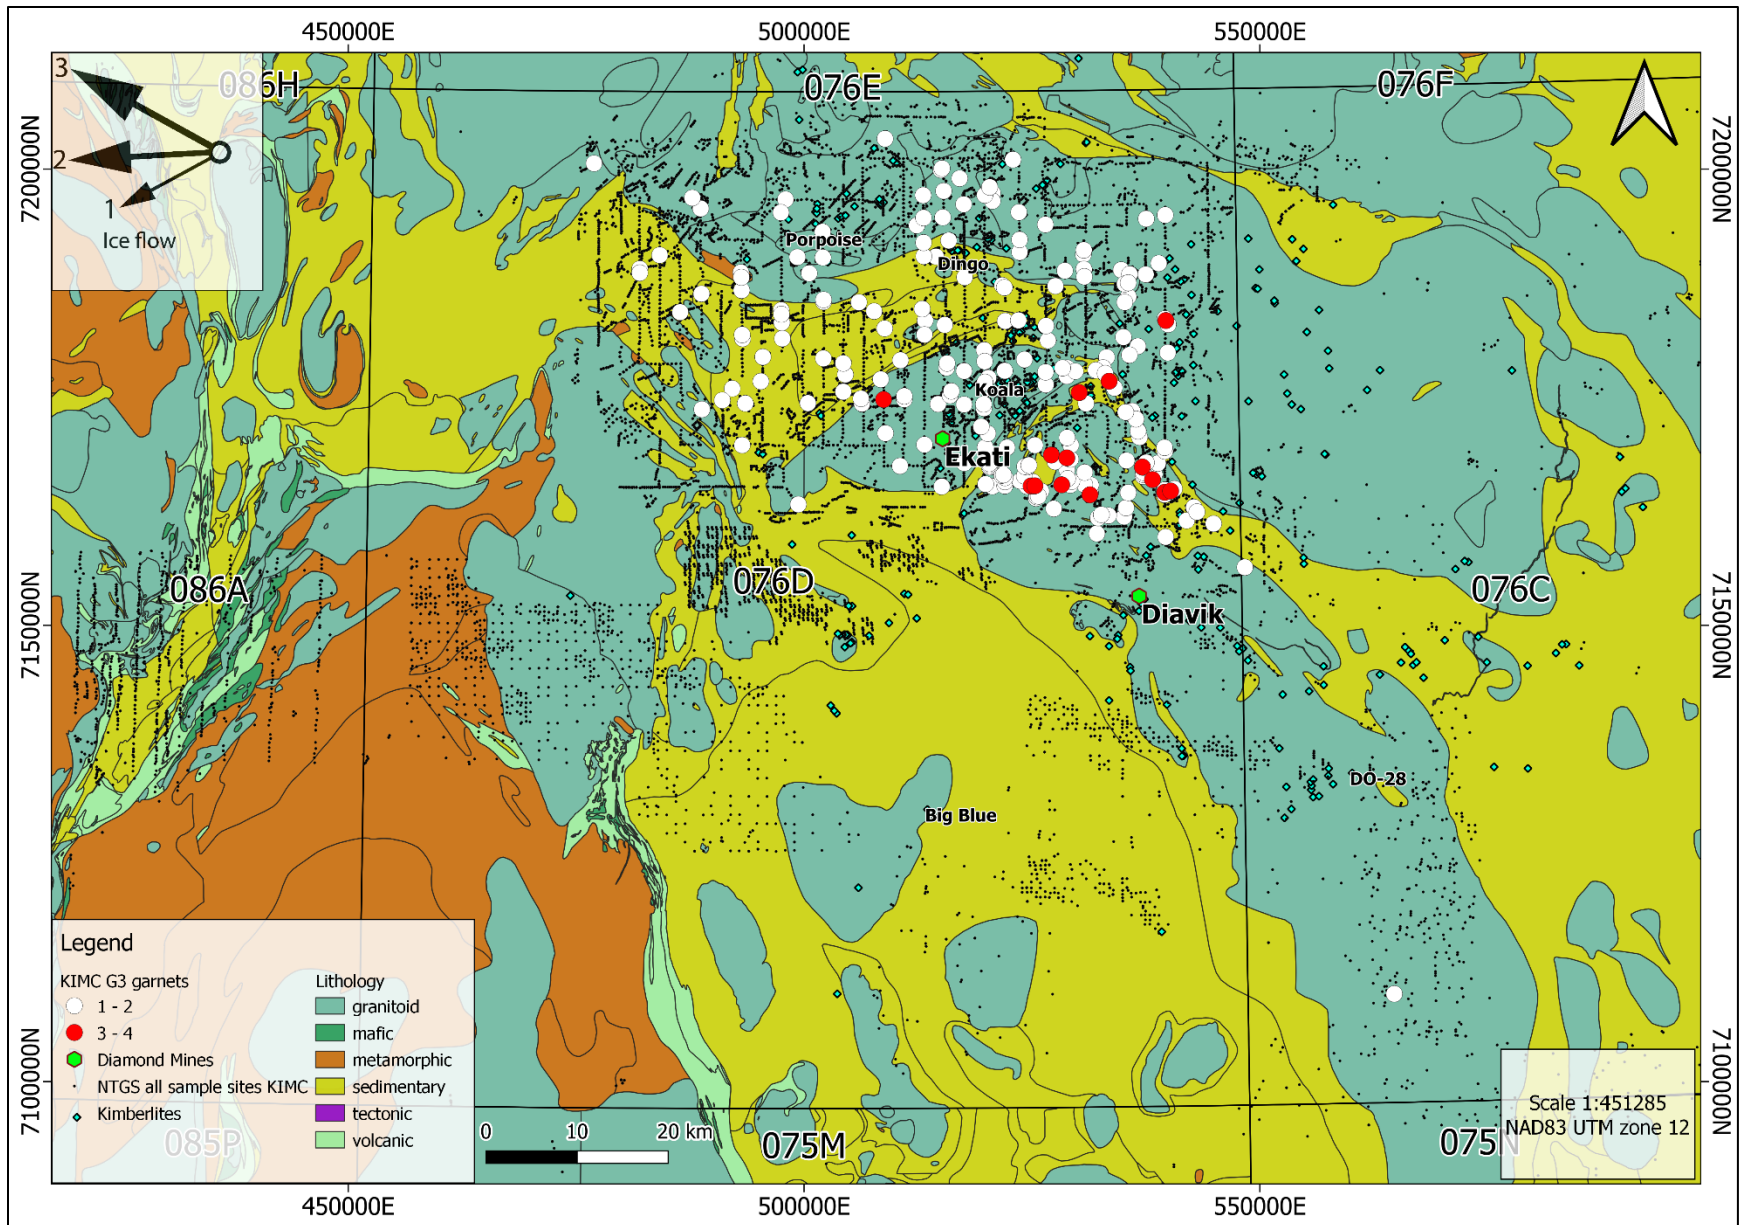 450000E
500000E
550000E
3
086H
076E
076F
2
1
Ice flow
7200000N
7200000N
Porpoise
Dingo
Koala
Ekati
086A
076D
076C
7150000N
7150000N
Diavik
DO-28
Big Blue
Legend
KIMC G3 garnets
1 - 2
3 - 4
Diamond Mines
NTGS all sample sites KIMC
Kimberlites
Lithology
granitoid
mafic
metamorphic
sedimentary
tectonic
volcanic
7100000N
7100000N
085P
0 10 20 km
075M
075N
Scale 1:451285
NAD83 UTM zone 12
450000E
500000E
550000E